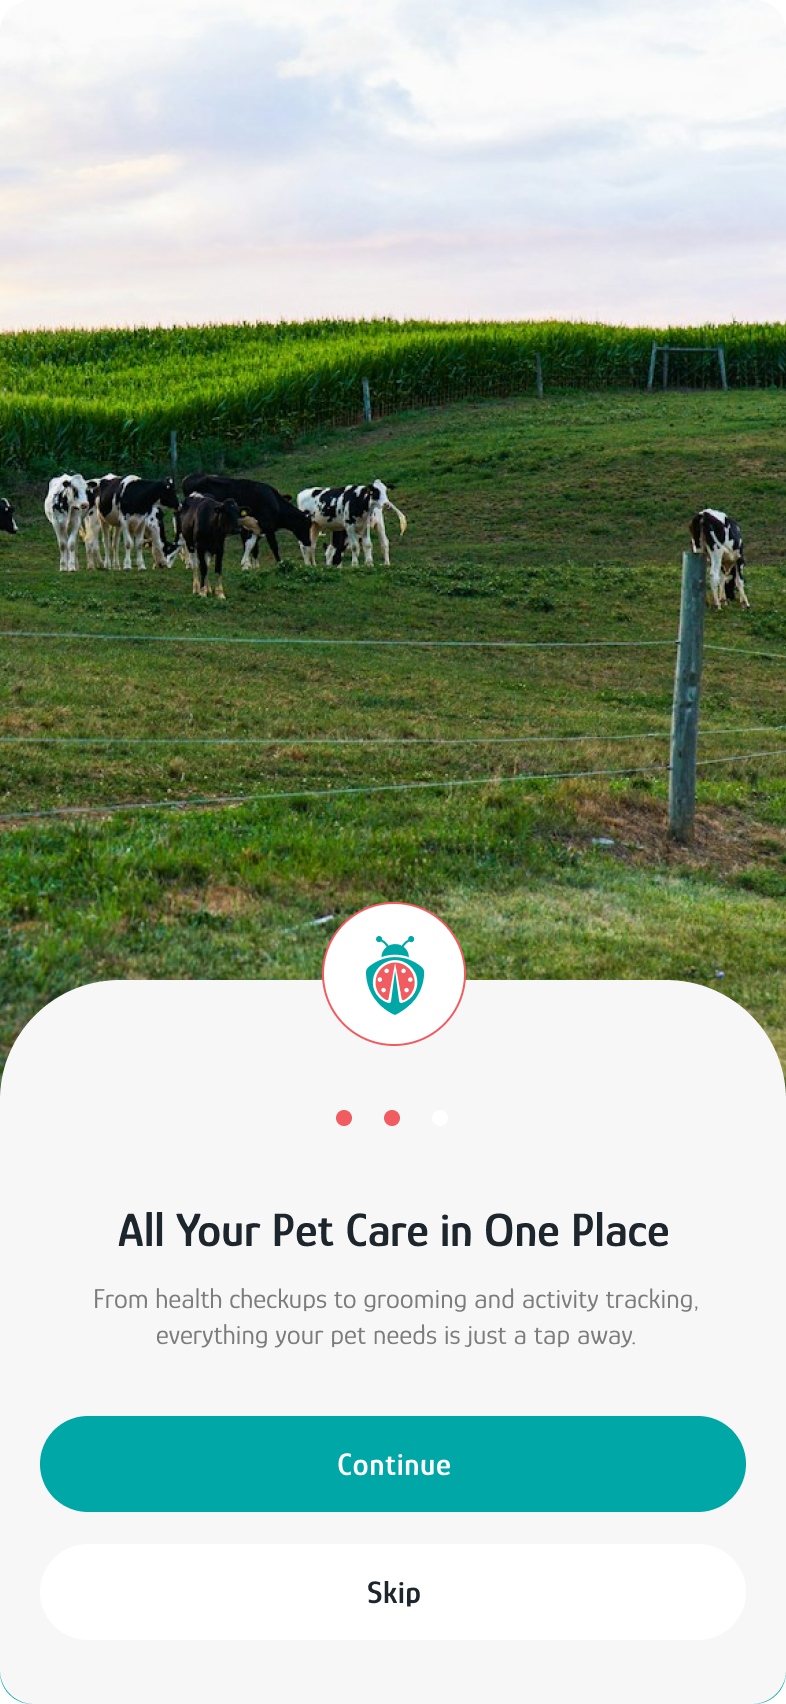 All Your Pet Care in One Place
From health checkups to grooming and activity tracking,
everything your pet needs is just a tap away.
Continue
Skip